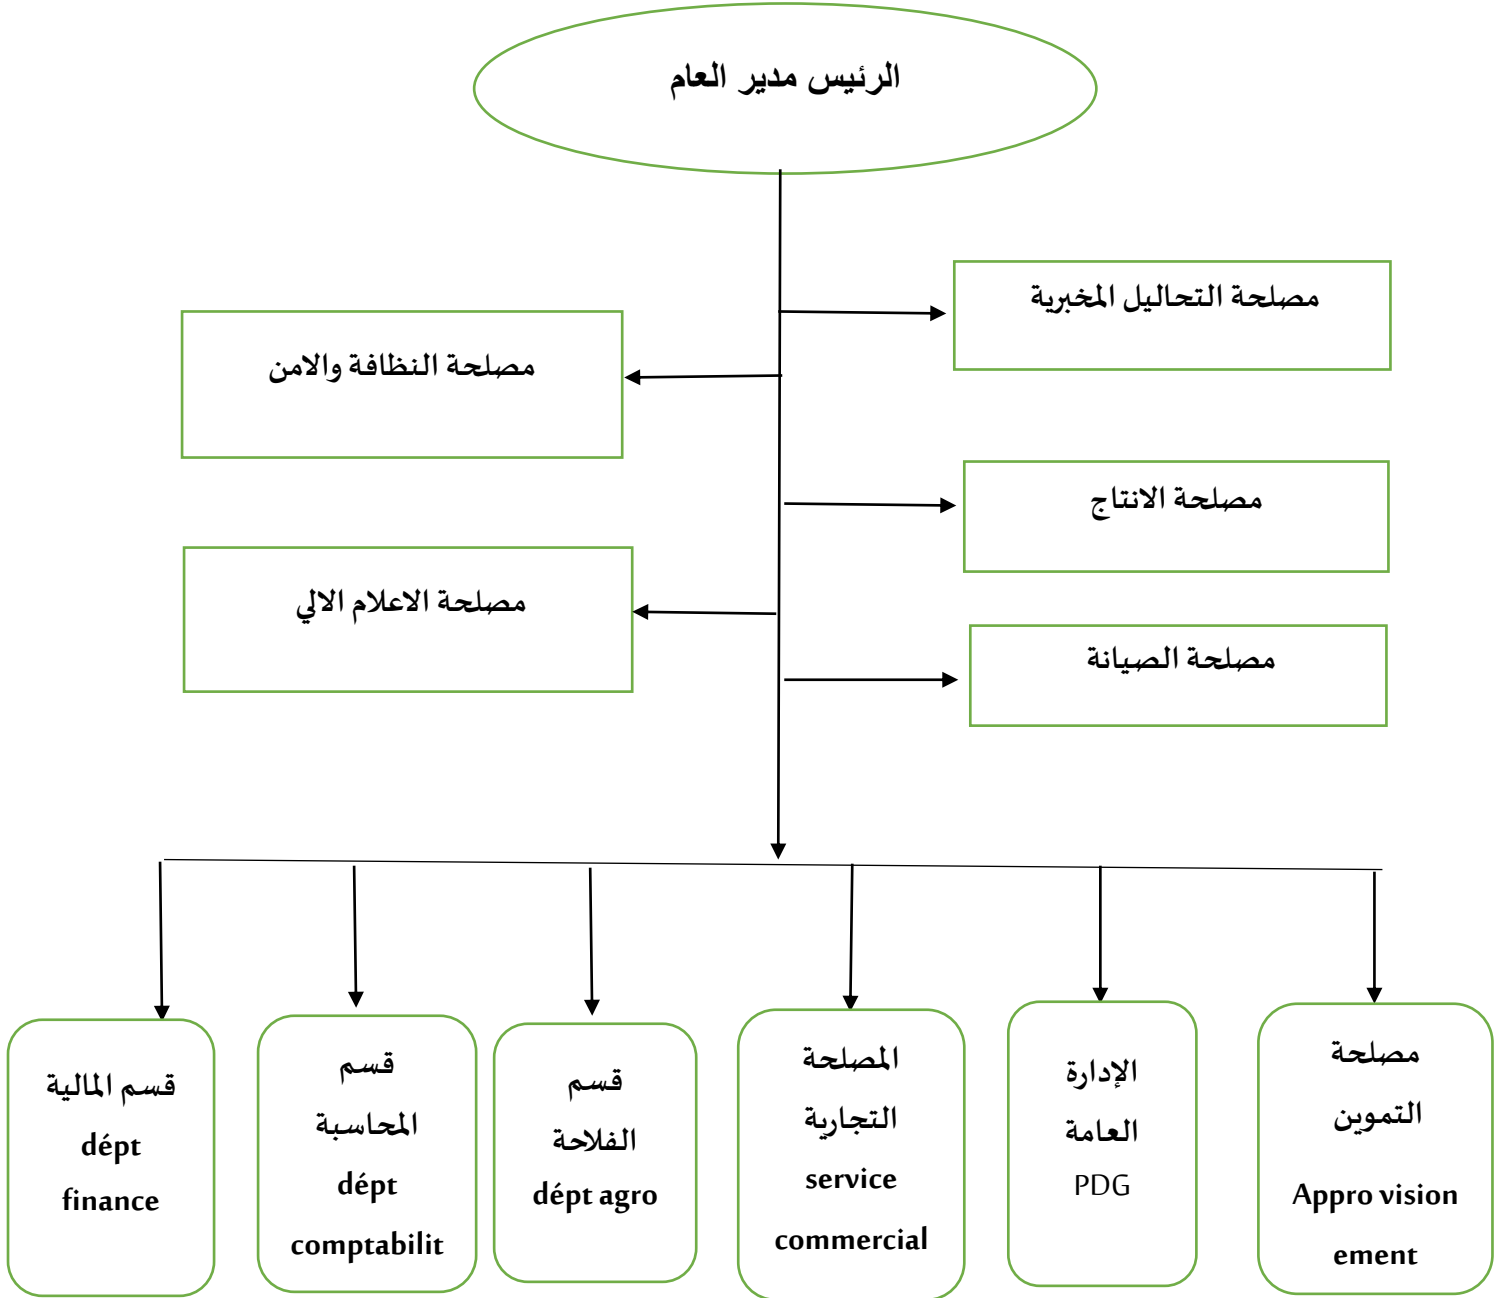 الرئيس مدير العام
مصلحة التحاليل المخبرية
مصلحة النظافة والامن
مصلحة الانتاج
مصلحة الاعلام الالي
مصلحة الصيانة
مصلحة
التموين
Appro vision
ement
الإدارة
العامة
PDG
المصلحة
التجارية
service
commercial
قسم
الفلاحة
dépt agro
قسم
المحاسبة
dépt
comptabilit
قسم المالية
dépt
finance